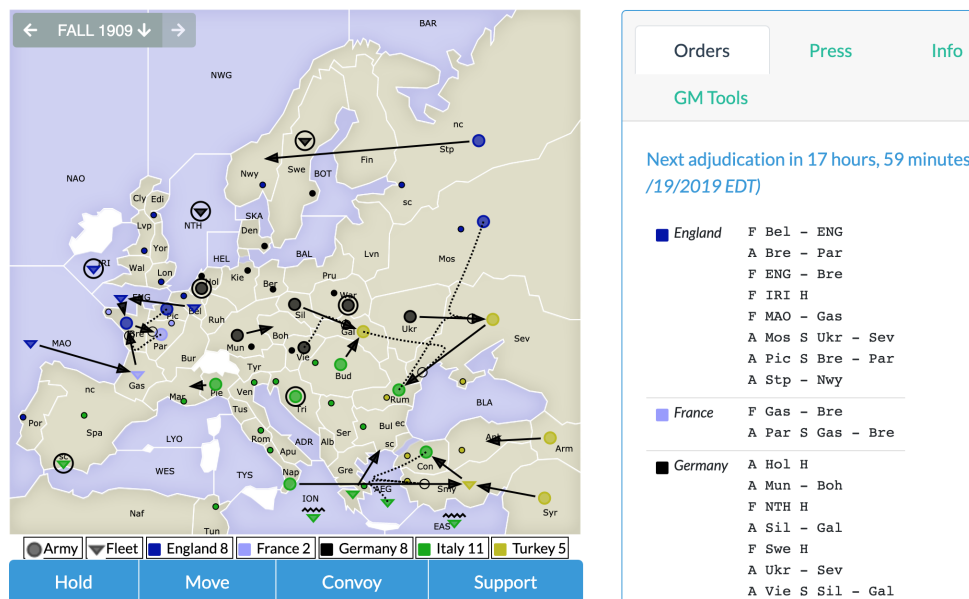 FALL 1909
Orders
Press
Info
GM Tools
Next adjudication in 17 hours, 59 minutes
/19/2019 EDT)
England
F Bel - ENG
A Bre - Par
F ENG - Bre
F IRI H
F MAO - Gas
A Mos S Ukr - Sev
A Pic S Bre - Par
A Stp - Nwy
France
F Gas - Bre
A Par S Gas - Bre
Germany
A Hol H
A Mun - Boh
F NTH H
A Sil - Gal
F Swe H
A Ukr - Sev
A Vie S Sil - Gal
BAR
NWG
nc
Stp
Fin
Swe
BOT
Nwy
NAO
sc
Cly Edi
NTH
SKA
Den
Lvp
Yor
Mos
IRI
Wal
HEL
BAL
Lvn
Lon
Hol
Kie
Ber
Pru
War
ENG
Bel
Sil
Pic
Ruh
Ukr
Bre
Gal
Sev
MAO
Par
Mun
Boh
Vie
Bur
Tyr
Bud
Gas
nc
Mar
Pie
Ven
Tri
Rum
BLA
Por
Spa
Tus
LYO
Rom
ADR
Alb
Ser
Bul
ec
sc
Apu
Ank
Arm
sc
WES
TYS
Nap
Gre
Con
AEG
Smy
ION
Syr
Naf
Tun
EAS
Army
Fleet
England 8
France 2
Germany 8
Italy 11
Turkey 5
Hold
Move
Convoy
Support